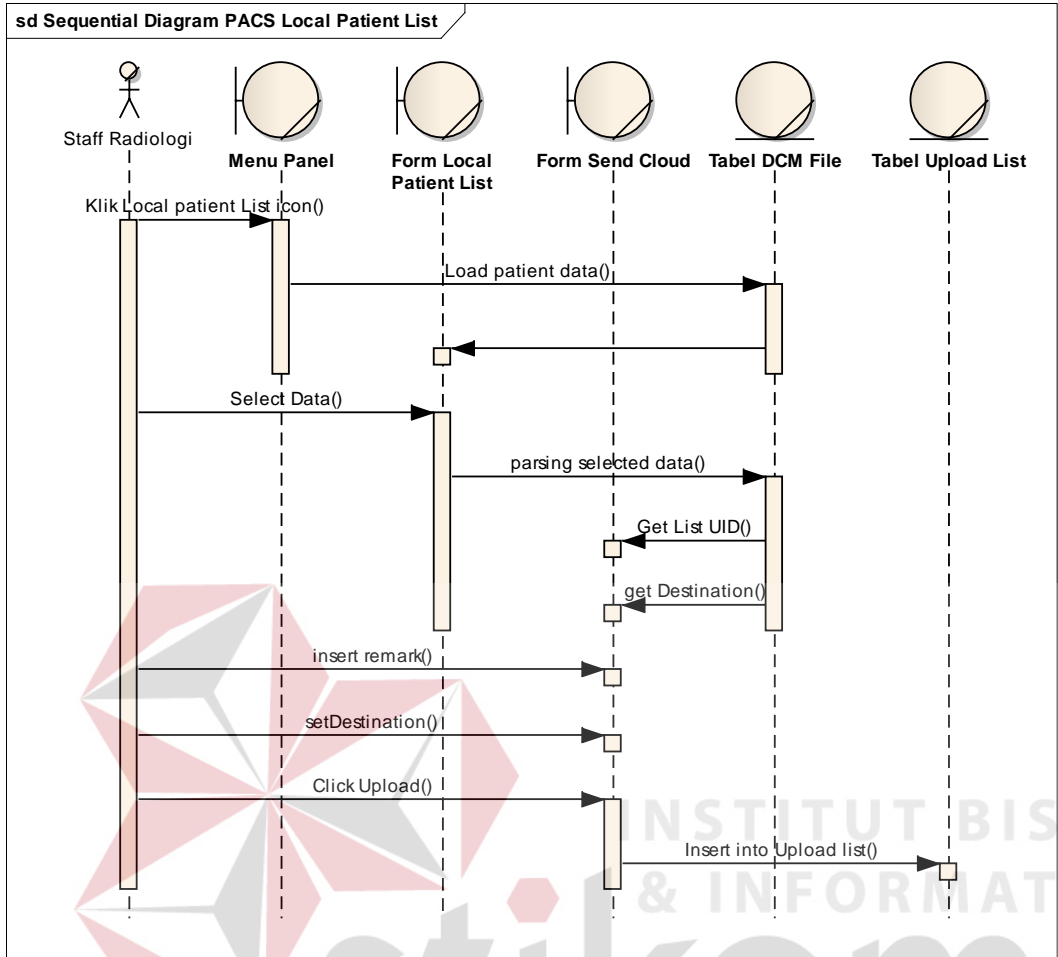 sd Sequential Diagram PACS Local Patient List
Staff Radiologi
Menu Panel
Form Local
Patient List
Form Send Cloud
Tabel DCM File
Tabel Upload List
Klik Local patient List icon()
Load patient data()
Select Data()
parsing selected data()
Get List UID()
get Destination()
insert remark()
setDestination()
Click Upload()
Insert into Upload list()
INSTITUT BIS
& INFORMAT
stikom